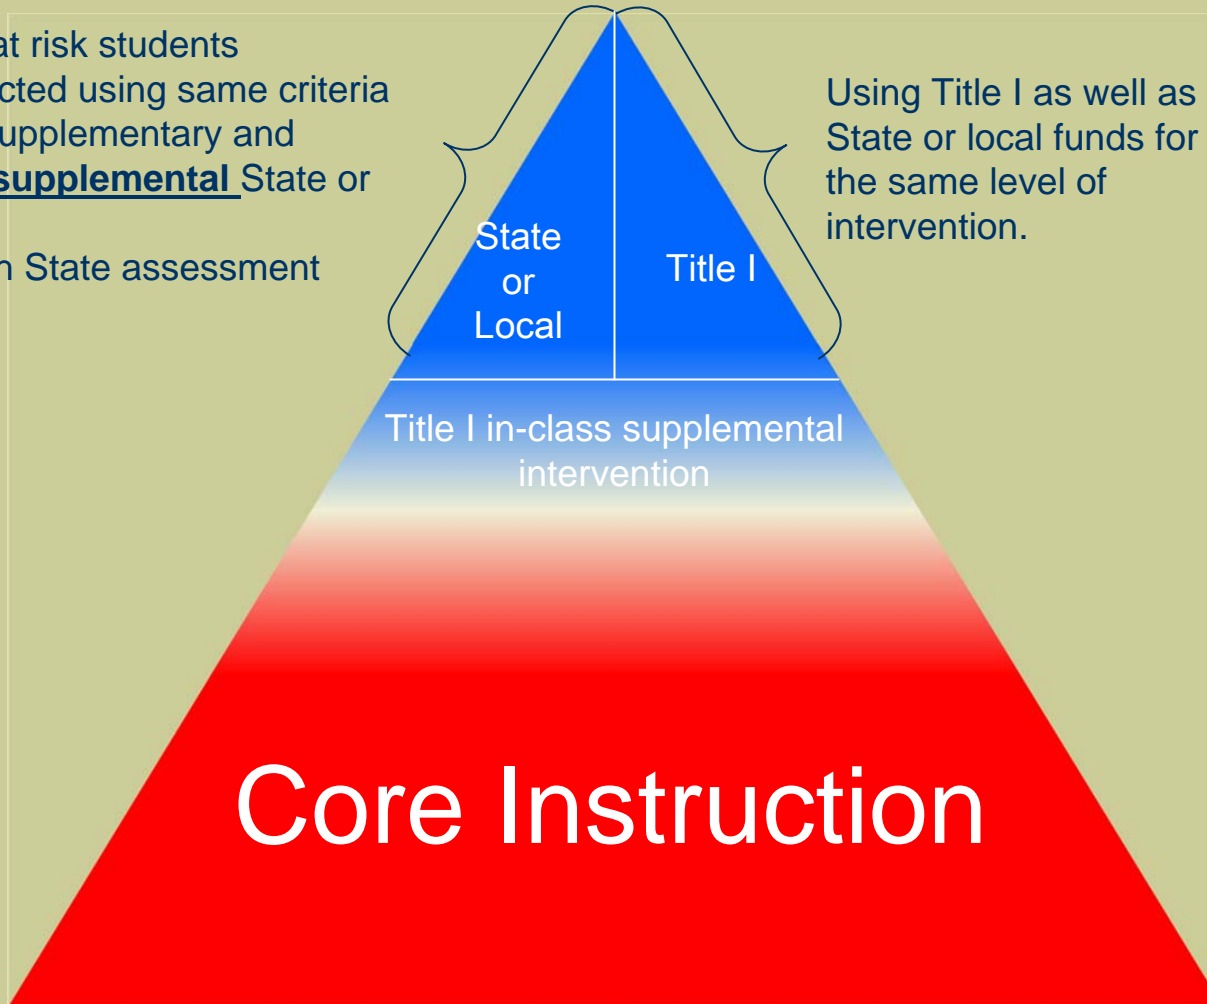 at risk students
cted using same criteria
upplementary and
supplemental State or
n State assessment
Using Title I as well as
State or local funds for
the same level of
intervention.
State
or
Local
Title I
Title I in-class supplemental
intervention
Core Instruction